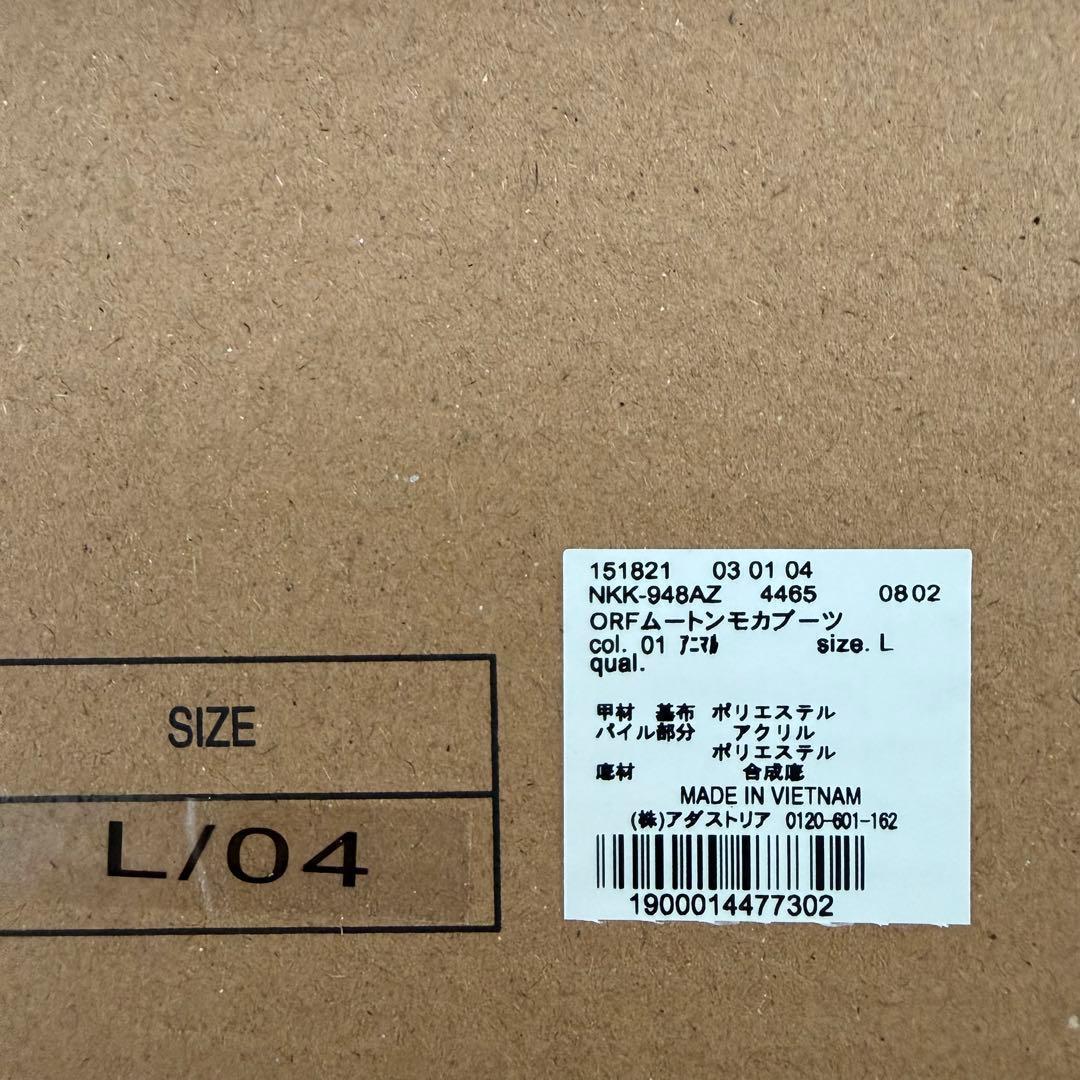 151821 03 01 04
NKK-948AZ 4465 0802
ORFムートンモカブーツ
col. 01 ｱﾆﾏﾙ size. L
qual.
甲材 基布 ポリエステル
パイル部分 アクリル
ポリエステル
底材 合成底
MADE IN VIETNAM
(株)アダストリア 0120-601-162
1900014477302
SIZE
L/04